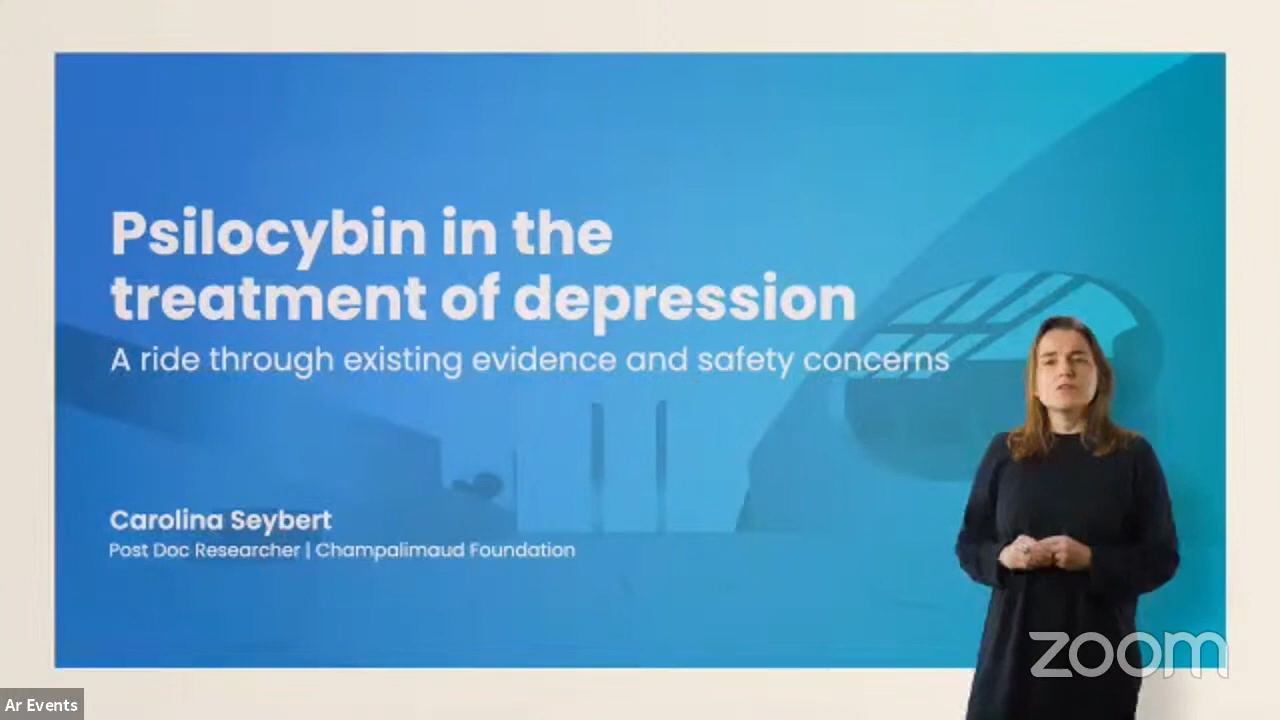 Psilocybin in the
treatment of depression
A ride through existing evidence and safety concerns
Carolina Seybert
Post Doc Researcher | Champalimaud Foundation
zoom
Ar Events